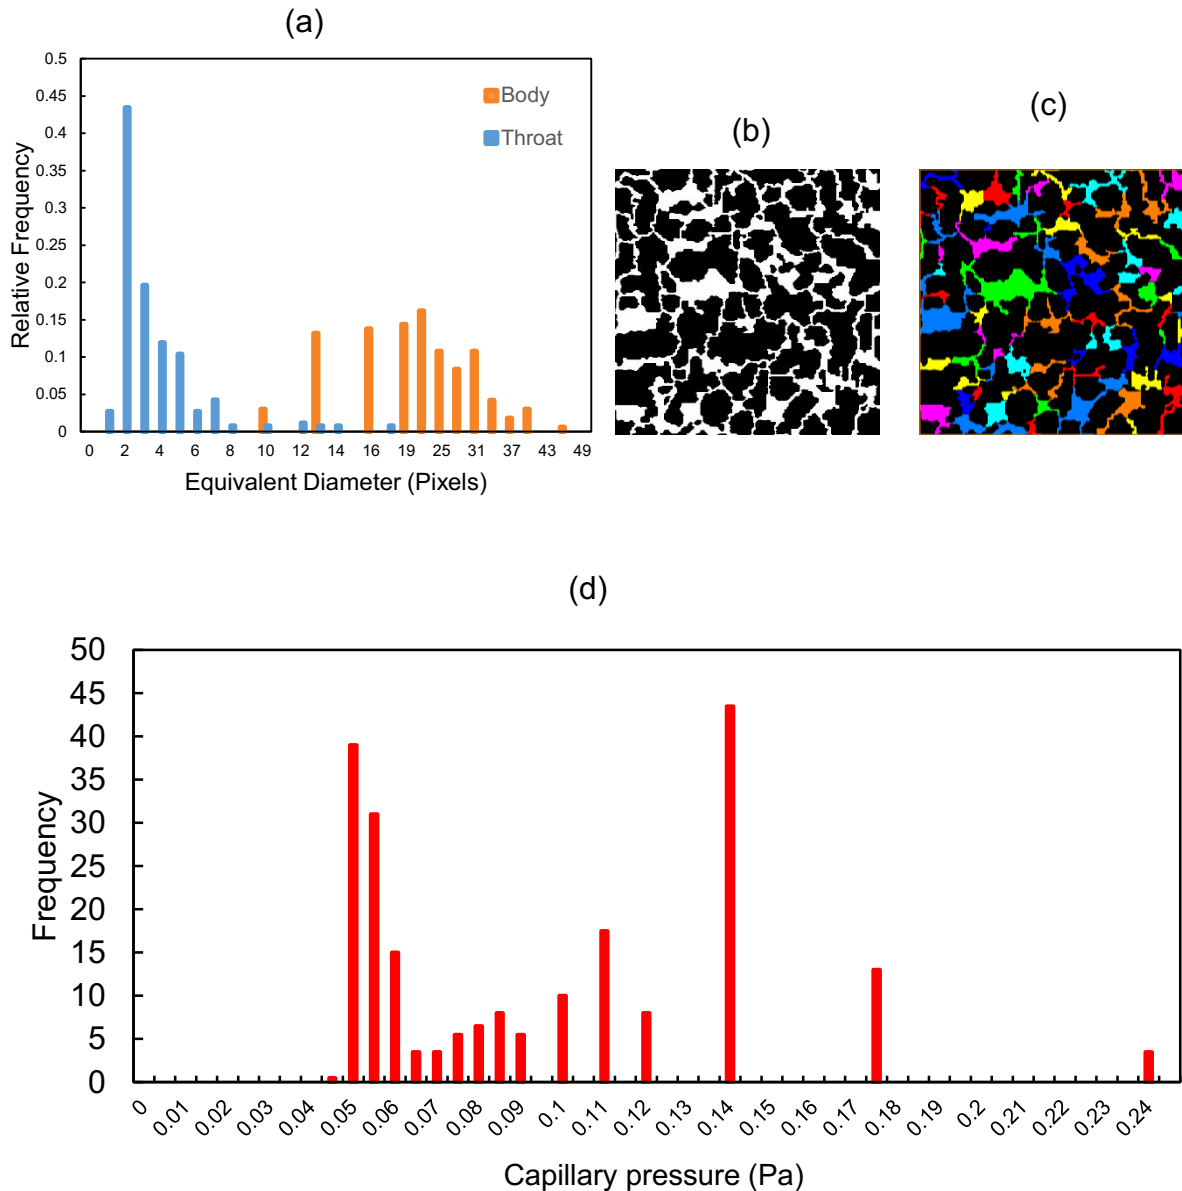 (a)
0.5
0.45
0.4
0.35
0.3
0.25
0.2
0.15
0.1
0.05
0
Relative Frequency
Body
Throat
0 2 4 6 8 10 12 14 16 19 25 31 37 43 49
Equivalent Diameter (Pixels)
(b)
(c)
(d)
50
45
40
35
30
25
20
15
10
5
0
Frequency
0 0.01 0.02 0.03 0.04 0.05 0.06 0.07 0.08 0.09 0.1 0.11 0.12 0.13 0.14 0.15 0.16 0.17 0.18 0.19 0.2 0.21 0.22 0.23 0.24
Capillary pressure (Pa)